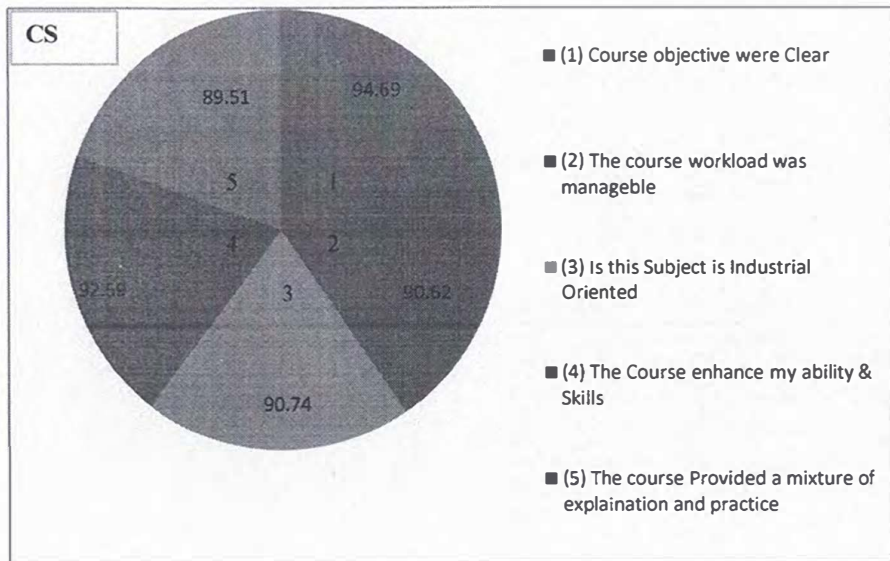 CS
89.51
94.69
5
1
4
2
92.59
3
90.62
90.74
(1) Course objective were Clear
(2) The course workload was
manageble
(3) Is this Subject is Industrial
Oriented
(4) The Course enhance my ability &
Skills
(5) The course Provided a mixture of
explaination and practice